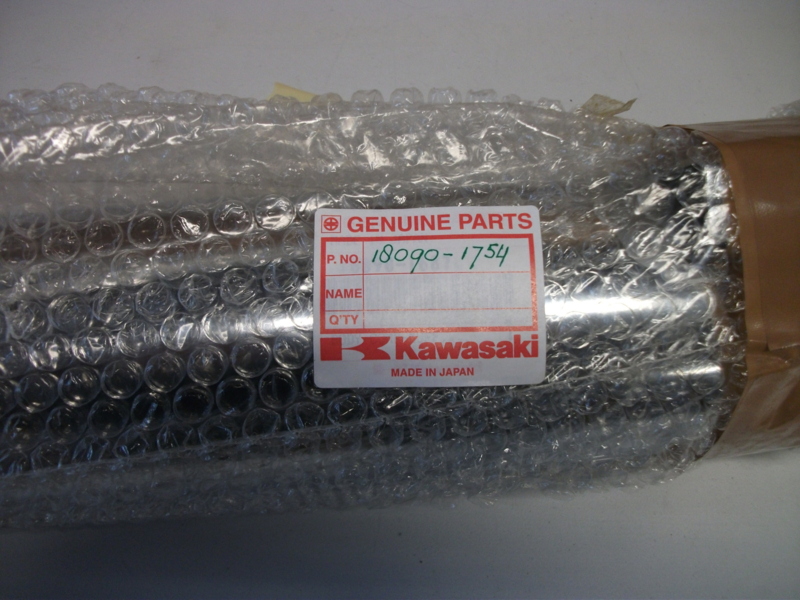 GENUINE PARTS
P. NO. 18090-1754
NAME
Q'TY
Kawasaki
MADE IN JAPAN